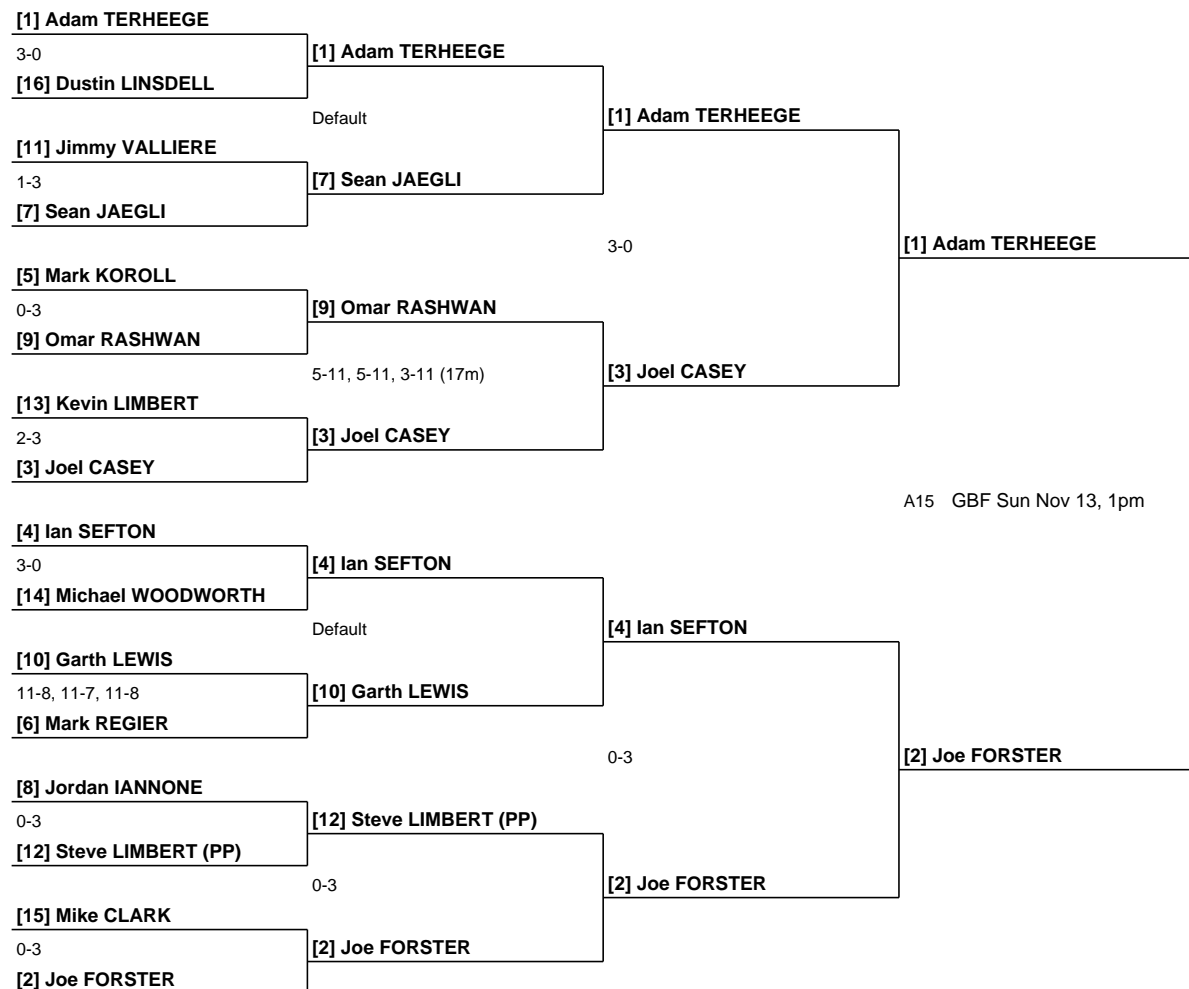 [1] Adam TERHEEGE
3-0
[1] Adam TERHEEGE
[16] Dustin LINSDELL
Default
[1] Adam TERHEEGE
[11] Jimmy VALLIERE
1-3
[7] Sean JAEGLI
[7] Sean JAEGLI
3-0
[1] Adam TERHEEGE
[5] Mark KOROLL
0-3
[9] Omar RASHWAN
[9] Omar RASHWAN
5-11, 5-11, 3-11 (17m)
[3] Joel CASEY
[13] Kevin LIMBERT
2-3
[3] Joel CASEY
[3] Joel CASEY
A15 GBF Sun Nov 13, 1pm
[4] Ian SEFTON
3-0
[4] Ian SEFTON
[14] Michael WOODWORTH
Default
[4] Ian SEFTON
[10] Garth LEWIS
11-8, 11-7, 11-8
[10] Garth LEWIS
[6] Mark REGIER
0-3
[2] Joe FORSTER
[8] Jordan IANNONE
0-3
[12] Steve LIMBERT (PP)
[12] Steve LIMBERT (PP)
0-3
[2] Joe FORSTER
[15] Mike CLARK
0-3
[2] Joe FORSTER
[2] Joe FORSTER